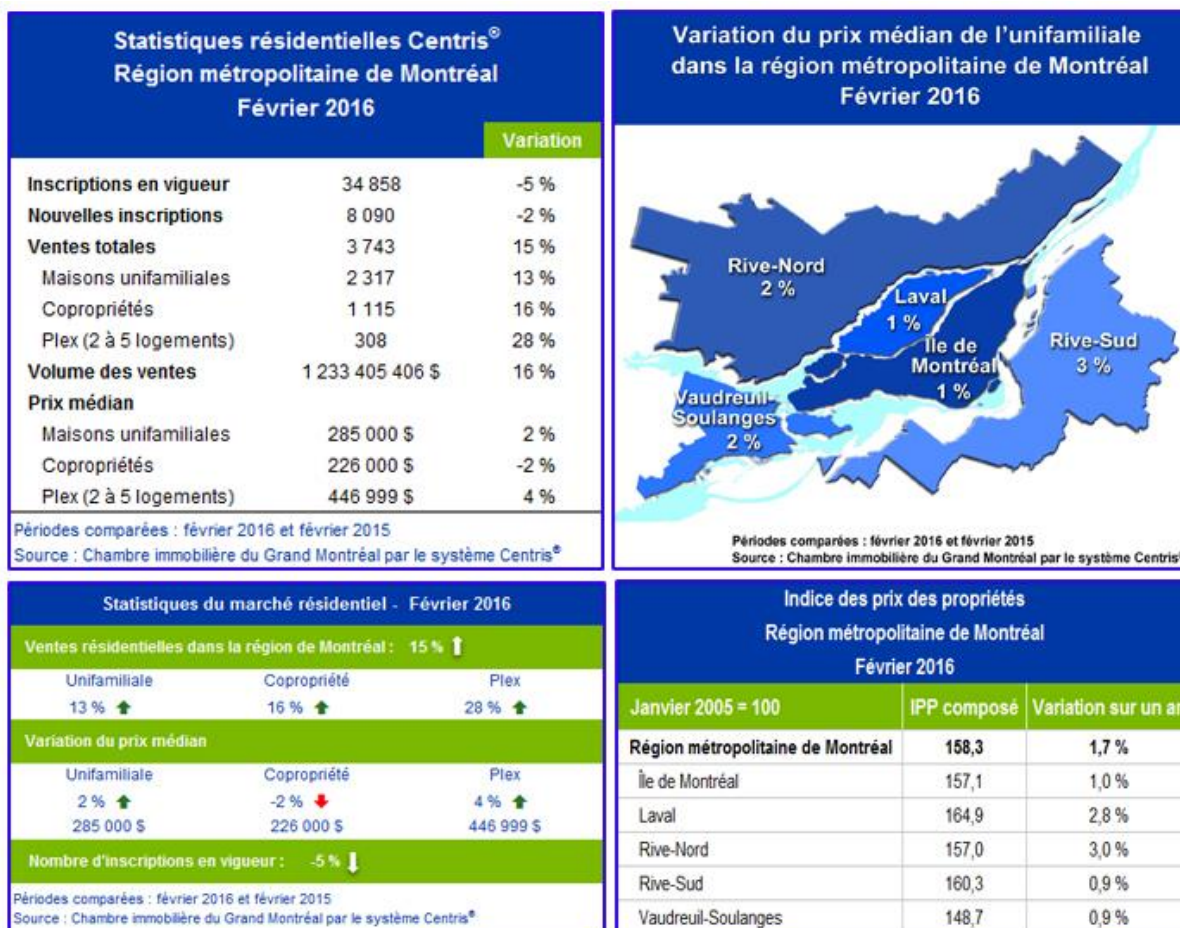 Statistiques résidentielles Centris®
Région métropolitaine de Montréal
Février 2016
Variation
Inscriptions en vigueur 34 858 -5 %
Nouvelles inscriptions 8 090 -2 %
Ventes totales 3 743 15 %
Maisons unifamiliales 2 317 13 %
Copropriétés 1 115 16 %
Plex (2 à 5 logements) 308 28 %
Volume des ventes 1 233 405 406 $ 16 %
Prix médian
Maisons unifamiliales 285 000 $ 2 %
Copropriétés 226 000 $ -2 %
Plex (2 à 5 logements) 446 999 $ 4 %
Périodes comparées : février 2016 et février 2015
Source : Chambre immobilière du Grand Montréal par le système Centris®
Variation du prix médian de l'unifamiliale
dans la région métropolitaine de Montréal
Février 2016
Rive-Nord
2 %
Laval
1 %
Île de
Montréal
1 %
Rive-Sud
3 %
Vaudreuil-
Soulanges
2 %
Périodes comparées : février 2016 et février 2015
Source : Chambre immobilière du Grand Montréal par le système Centris®
Statistiques du marché résidentiel - Février 2016
Ventes résidentielles dans la région de Montréal : 15 %
Unifamiliale Copropriété Plex
13 % 16 % 28 %
Variation du prix médian
Unifamiliale Copropriété Plex
2 % -2 % 4 %
285 000 $ 226 000 $ 446 999 $
Nombre d'inscriptions en vigueur : -5 %
Périodes comparées : février 2016 et février 2015
Source : Chambre immobilière du Grand Montréal par le système Centris®
Indice des prix des propriétés
Région métropolitaine de Montréal
Février 2016
Janvier 2005 = 100 IPP composé Variation sur un an
Région métropolitaine de Montréal 158,3 1,7 %
Île de Montréal 157,1 1,0 %
Laval 164,9 2,8 %
Rive-Nord 157,0 3,0 %
Rive-Sud 160,3 0,9 %
Vaudreuil-Soulanges 148,7 0,9 %